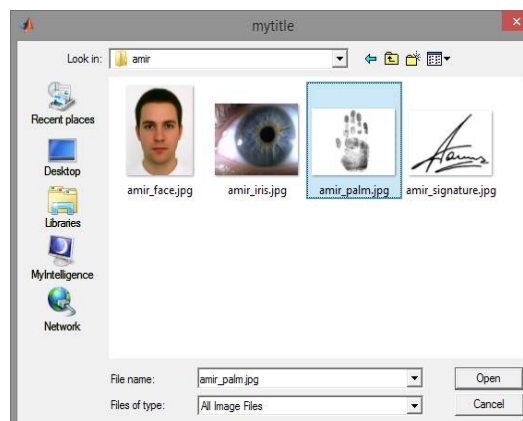 mytitle
Look in: amir
Recent places
Desktop
Libraries
MyIntelligence
Network
amir_face.jpg amir_iris.jpg amir_palm.jpg amir_signature.jpg
File name: amir_palm.jpg Open
Files of type: All Image Files Cancel